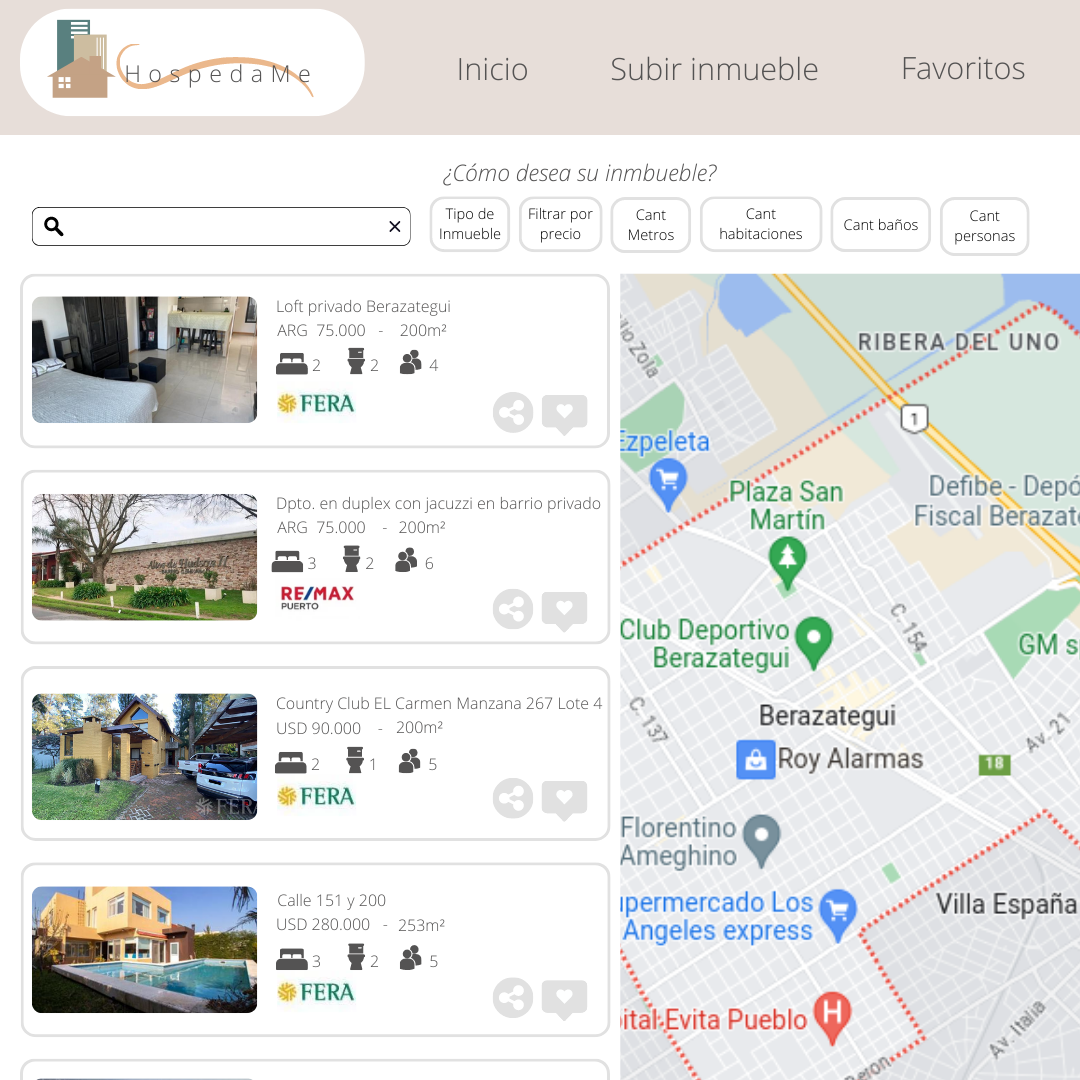 HospedaMe
Inicio
Subir inmueble
Favoritos
¿Cómo desea su inmbueble?
Tipo de
Inmueble
Filtrar por
precio
Cant
Metros
Cant
habitaciones
Cant baños
Cant
personas
Loft privado Berazategui
ARG 75.000 - 200m²
2 2 4
FERA
Dpto. en duplex con jacuzzi en barrio privado
ARG 75.000 - 200m²
3 2 6
RE/MAX
PUERTO
Country Club EL Carmen Manzana 267 Lote 4
USD 90.000 - 200m²
2 1 5
FERA
FERA
Calle 151 y 200
USD 280.000 - 253m²
3 2 5
FERA
RIBERA DEL UNO
Zola
1
Ezpeleta
Plaza San
Martín
Defibe - Depó
Fiscal Berazate
C. 154
Club Deportivo
Berazategui
GM s
C. 137
Berazategui
Av. 21
Roy Alarmas
18
Florentino
Ameghino
upermercado Los
Angeles express
Villa España
pital Evita Pueblo
H
Av. Italia